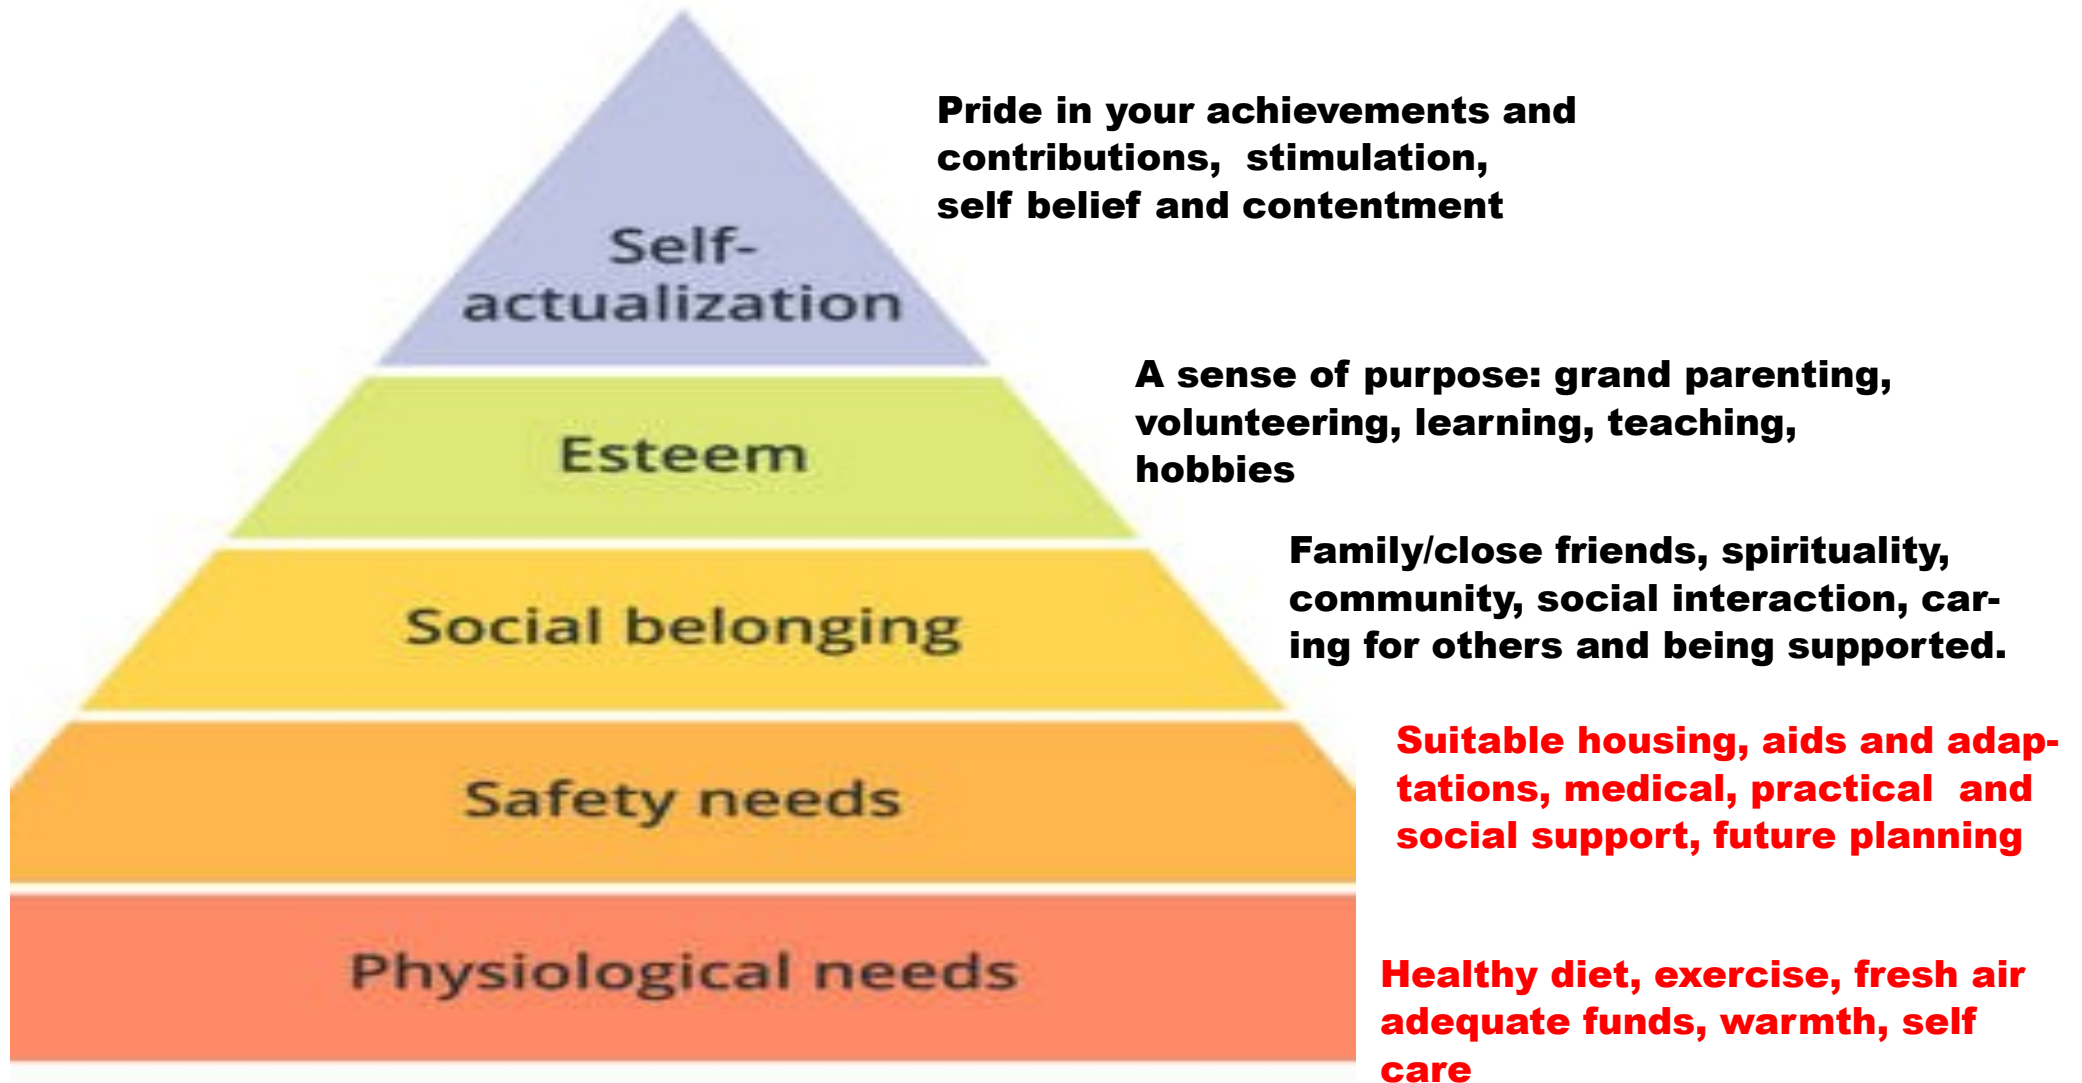 Pride in your achievements and
contributions,  stimulation,
self belief and contentment
Self-
actualization
A sense of purpose: grand parenting,
volunteering, learning, teaching,
hobbies
Esteem
Family/close friends, spirituality,
community, social interaction, car-
ing for others and being supported.
Social belonging
Suitable housing, aids and adap-
tations, medical, practical  and
social support, future planning
Safety needs
Healthy diet, exercise, fresh air
adequate funds, warmth, self
care
Physiological needs